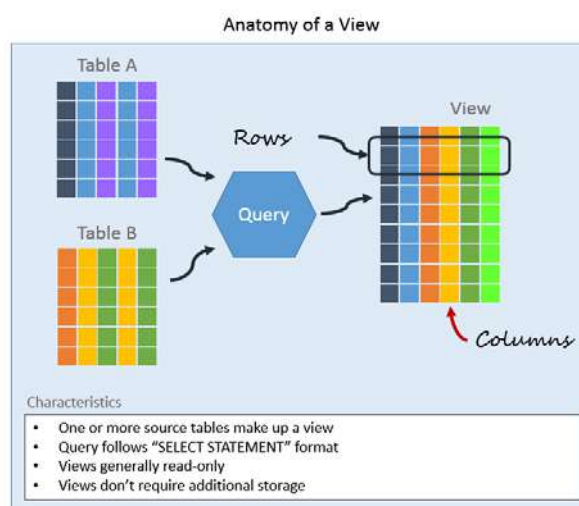 Anatomy of a View
Table A
View
Rows
Query
Table B
Columns
Characteristics
• One or more source tables make up a view
• Query follows “SELECT STATEMENT” format
• Views generally read-only
• Views don’t require additional storage